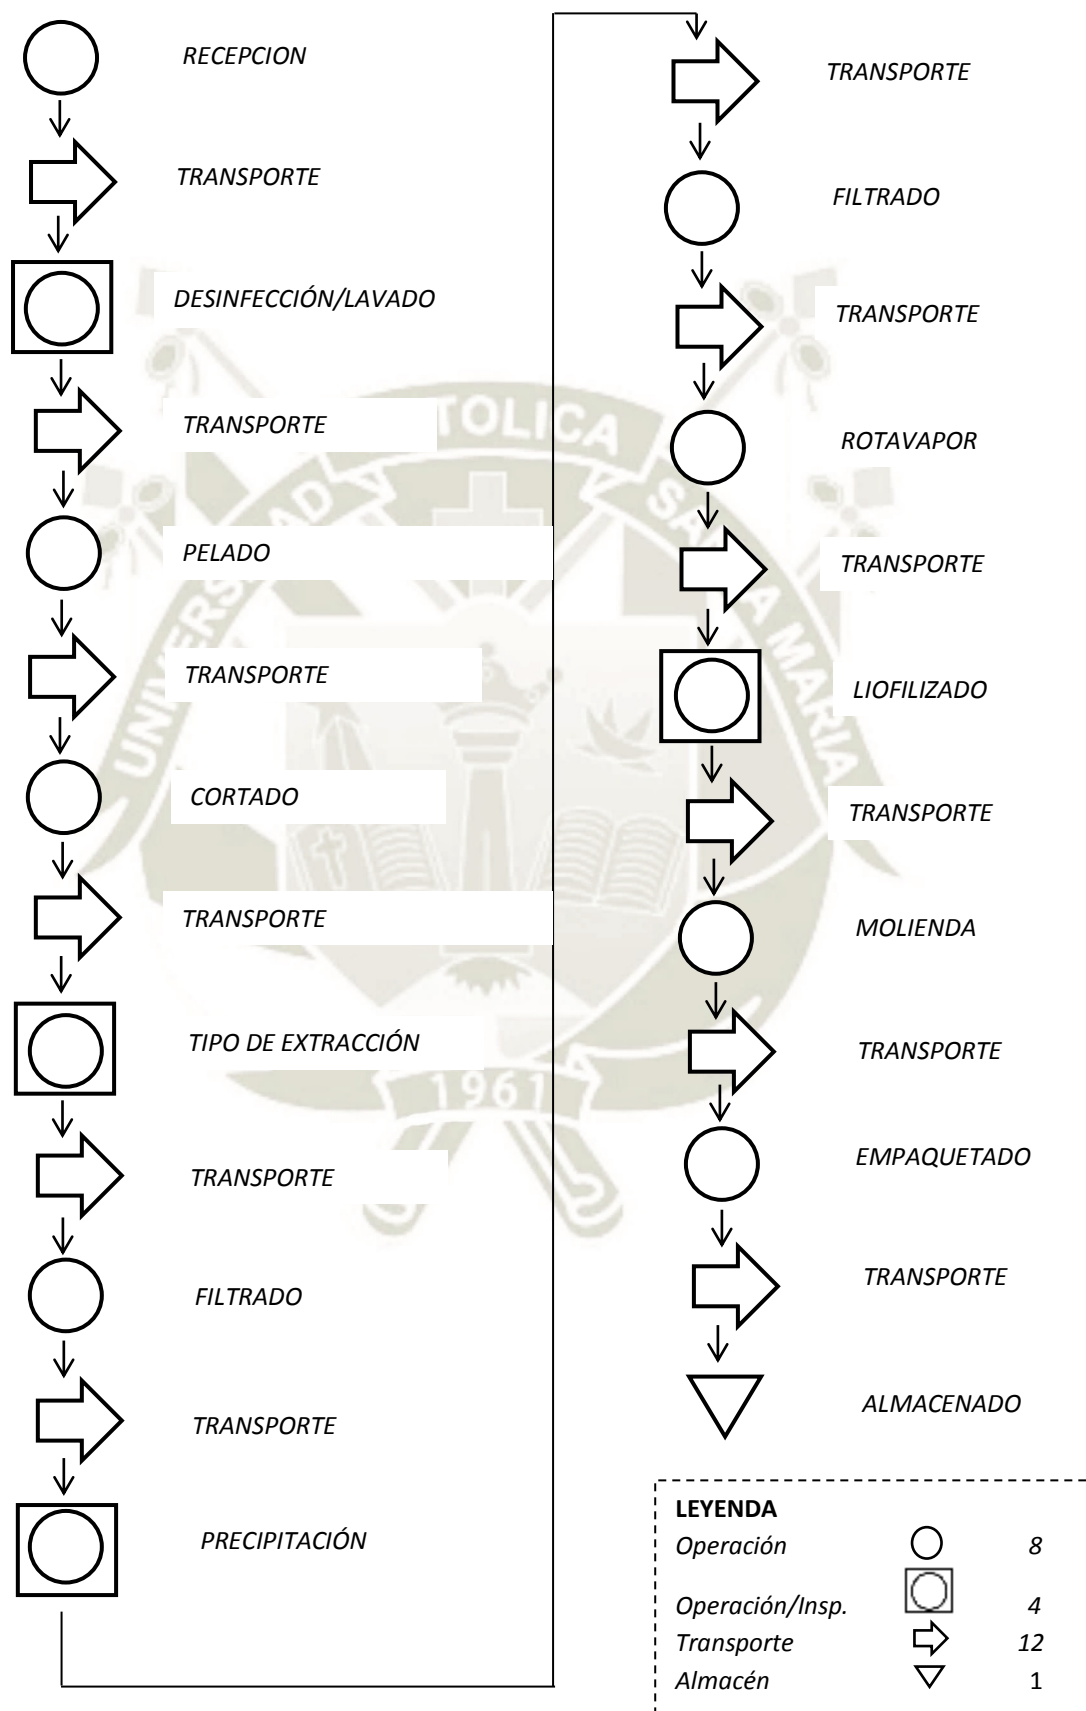 RECEPCION
TRANSPORTE
DESINFECCIÓN/LAVADO
TRANSPORTE
PELADO
TRANSPORTE
CORTADO
TRANSPORTE
TIPO DE EXTRACCIÓN
TRANSPORTE
FILTRADO
TRANSPORTE
PRECIPITACIÓN
TRANSPORTE
FILTRADO
TRANSPORTE
ROTAVAPOR
TRANSPORTE
LIOFILIZADO
TRANSPORTE
MOLIENDA
TRANSPORTE
EMPAQUETADO
TRANSPORTE
ALMACENADO
LEYENDA
Operación 8
Operación/Insp. 4
Transporte 12
Almacén 1
1961